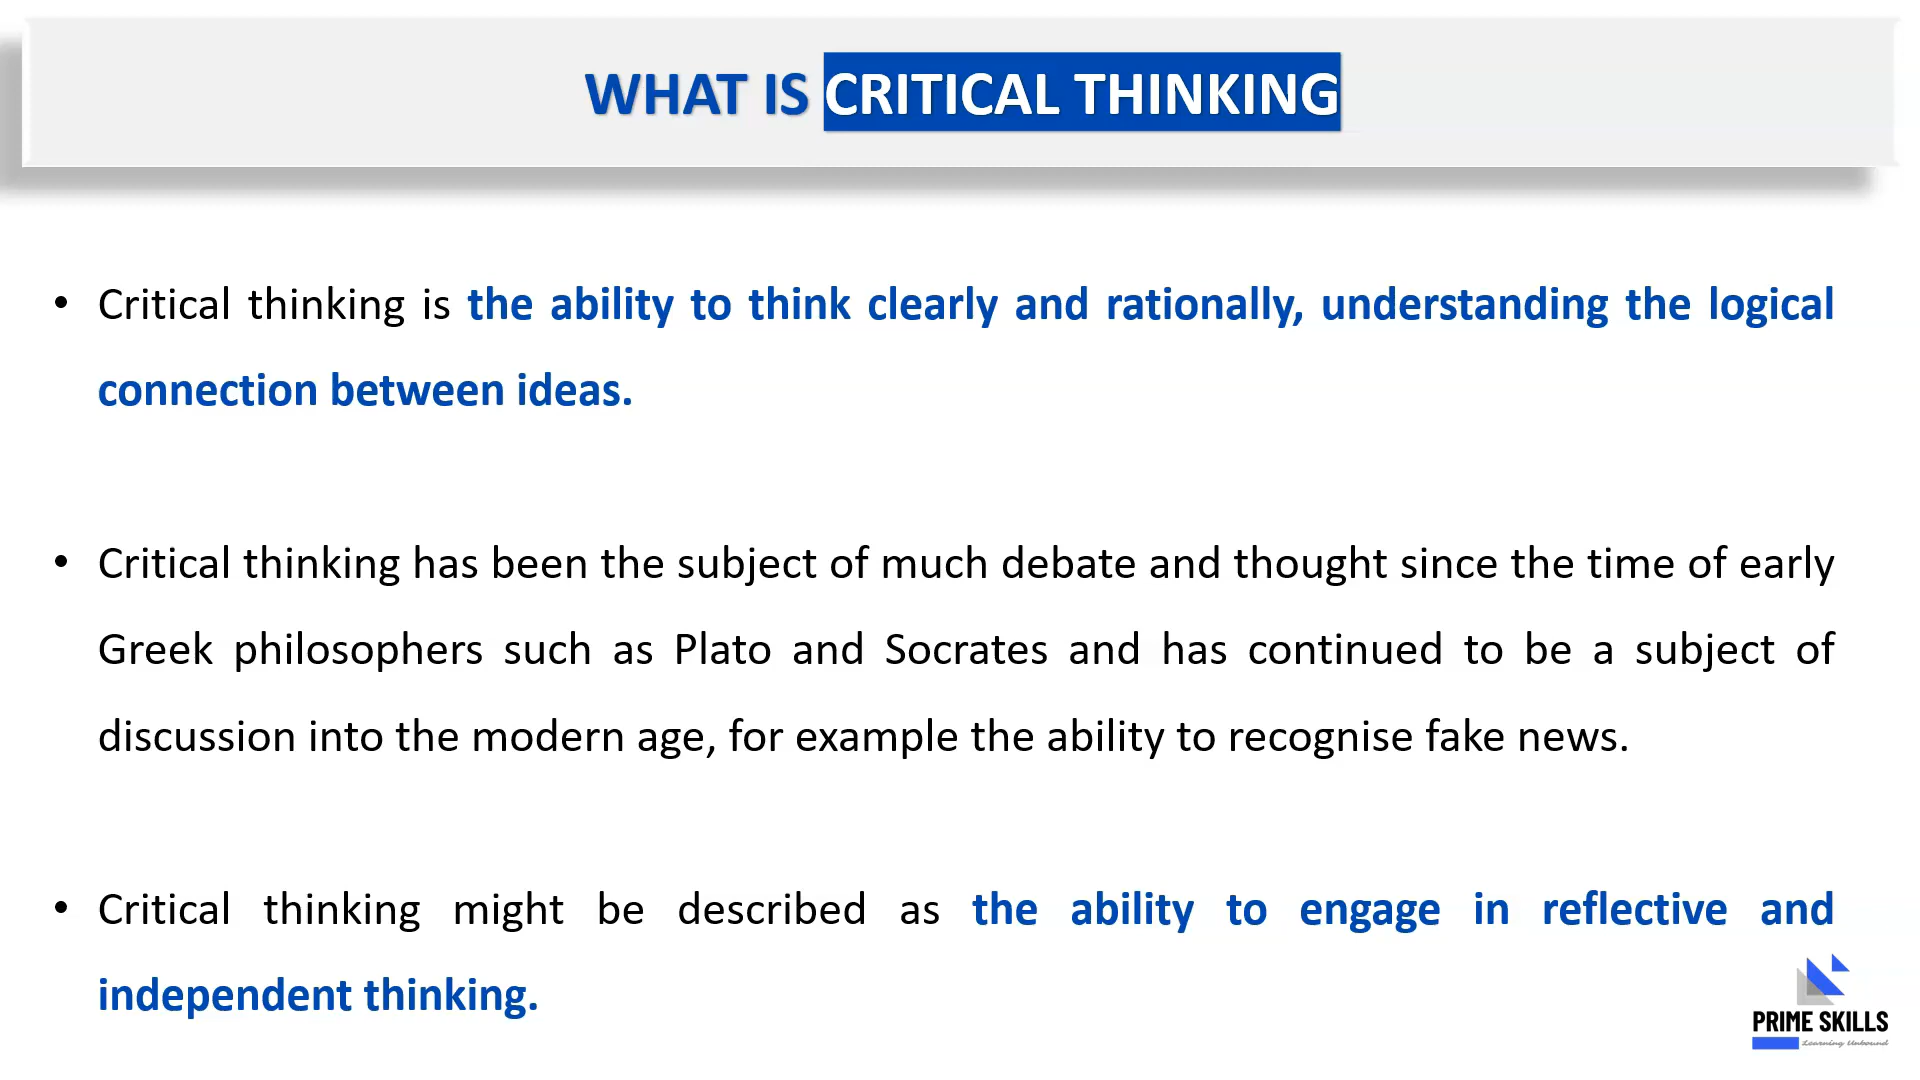 WHAT IS CRITICAL THINKING
• Critical thinking is the ability to think clearly and rationally, understanding the logical
connection between ideas.
• Critical thinking has been the subject of much debate and thought since the time of early
Greek philosophers such as Plato and Socrates and has continued to be a subject of
discussion into the modern age, for example the ability to recognise fake news.
• Critical thinking might be described as the ability to engage in reflective and
independent thinking.
PRIME SKILLS
Learning Unbound